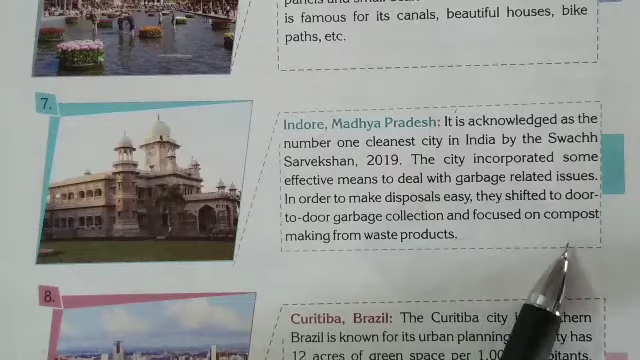 is famous for its canals, beautiful houses, bike
paths, etc.
7.
Indore, Madhya Pradesh: It is acknowledged as the
number one cleanest city in India by the Swachh
Sarvekshan, 2019. The city incorporated some
effective means to deal with garbage related issues.
In order to make disposals easy, they shifted to door-
to-door garbage collection and focused on compost
making from waste products.
8.
Curitiba, Brazil: The Curitiba city
Brazil is known for its urban planning
12 acres of green space per